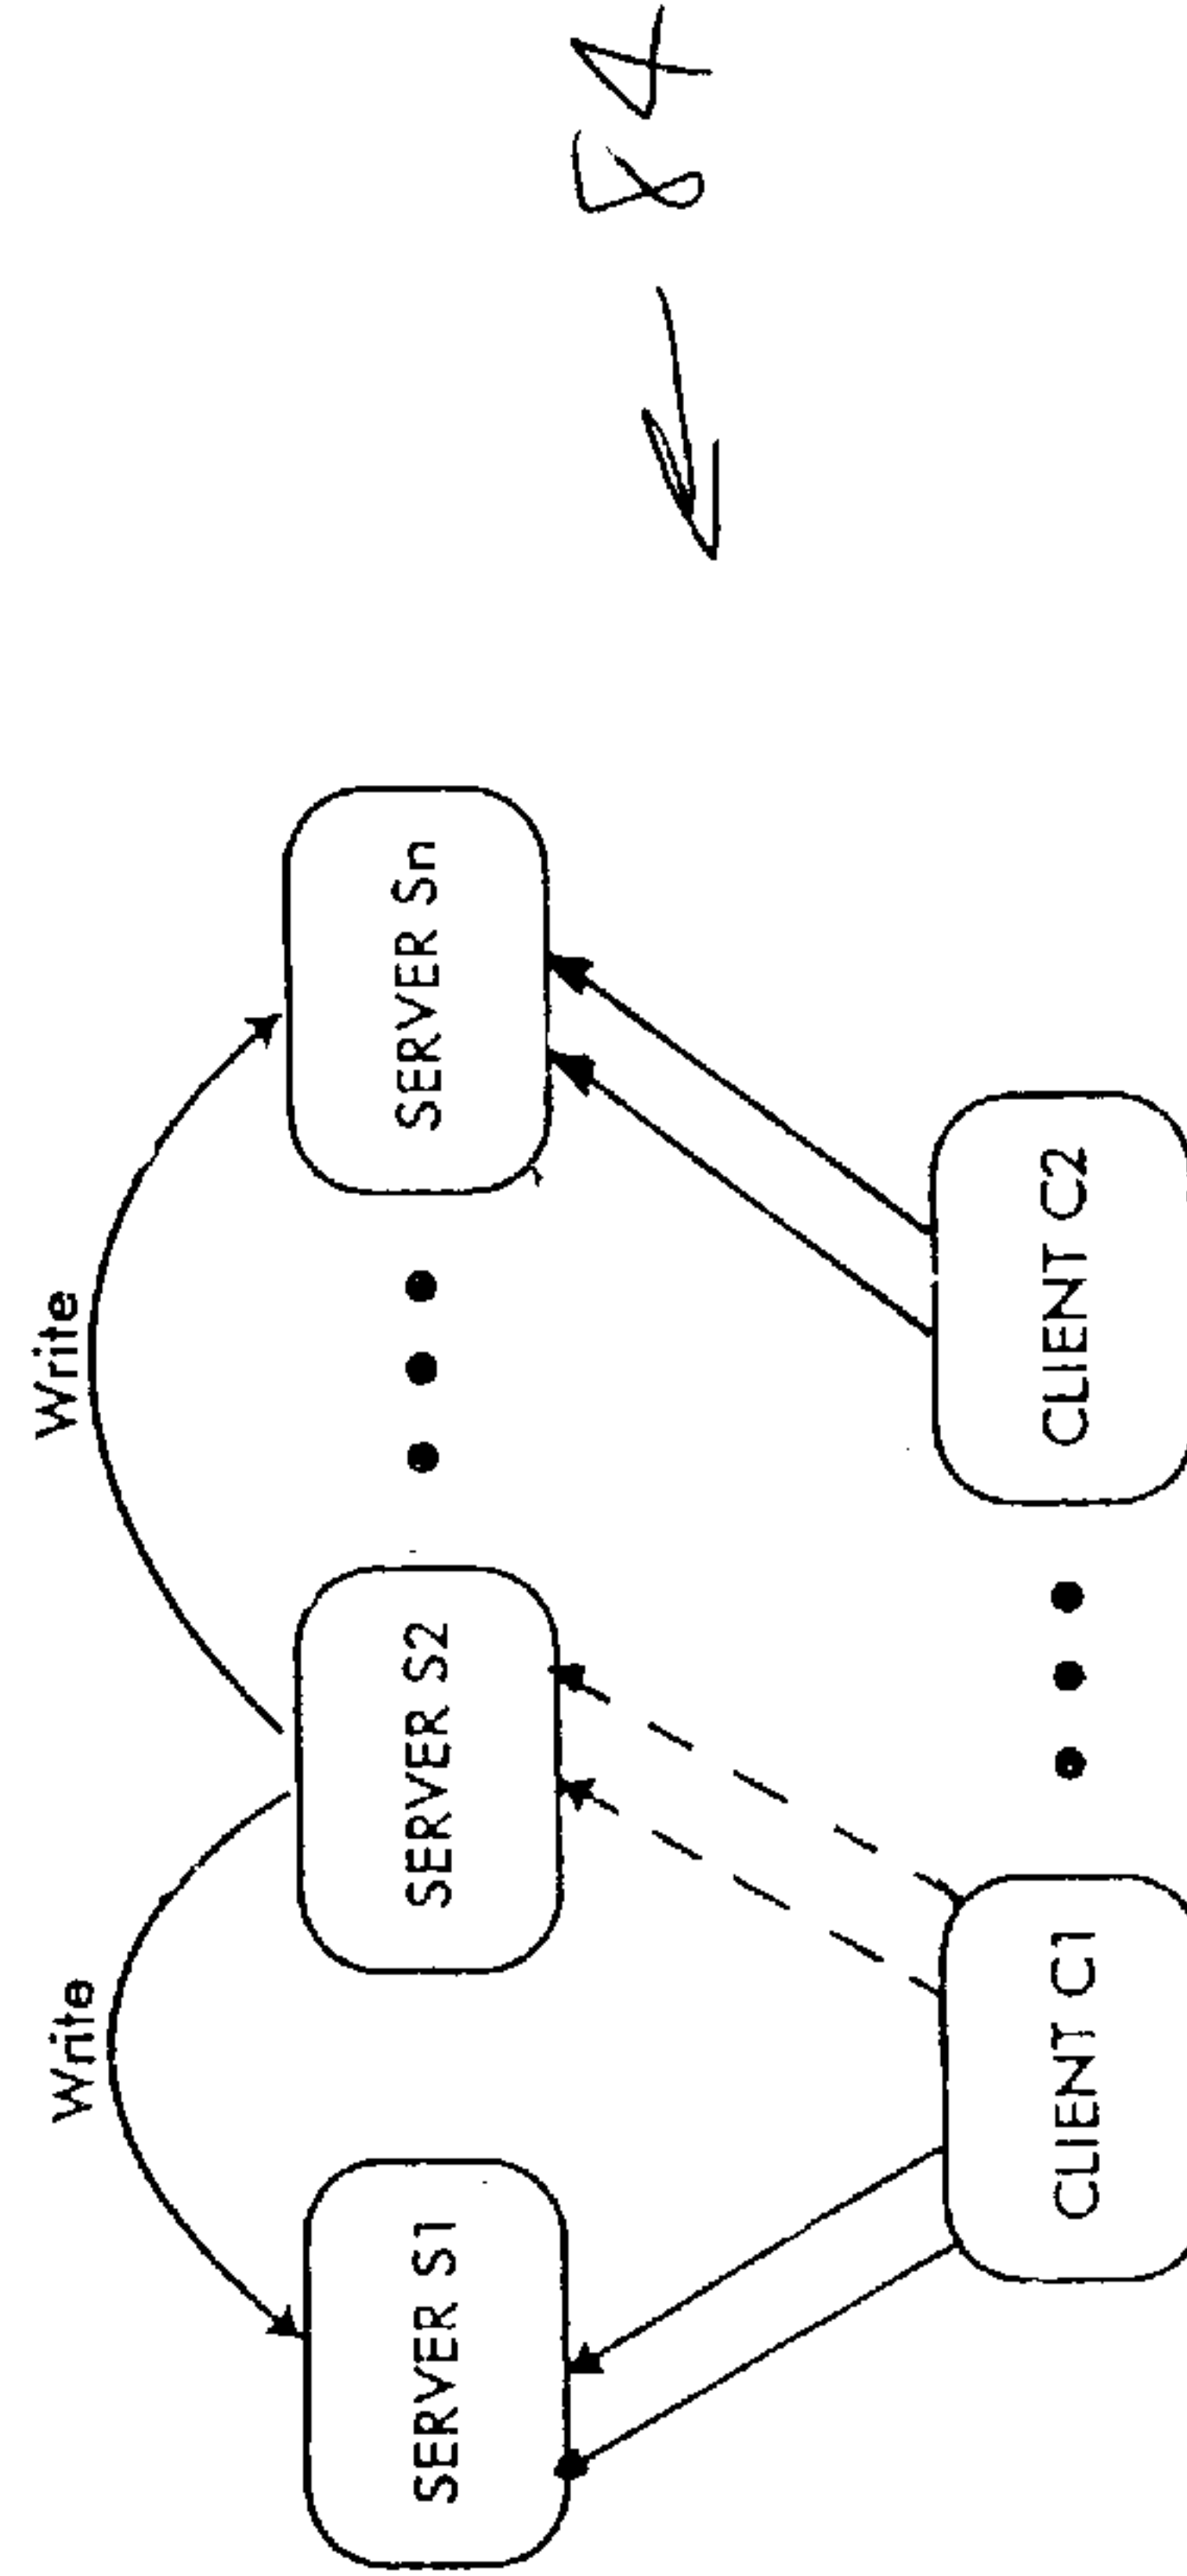 Write
Write
SERVER S1
SERVER S2
SERVER Sn
84
CLIENT C1
CLIENT C2